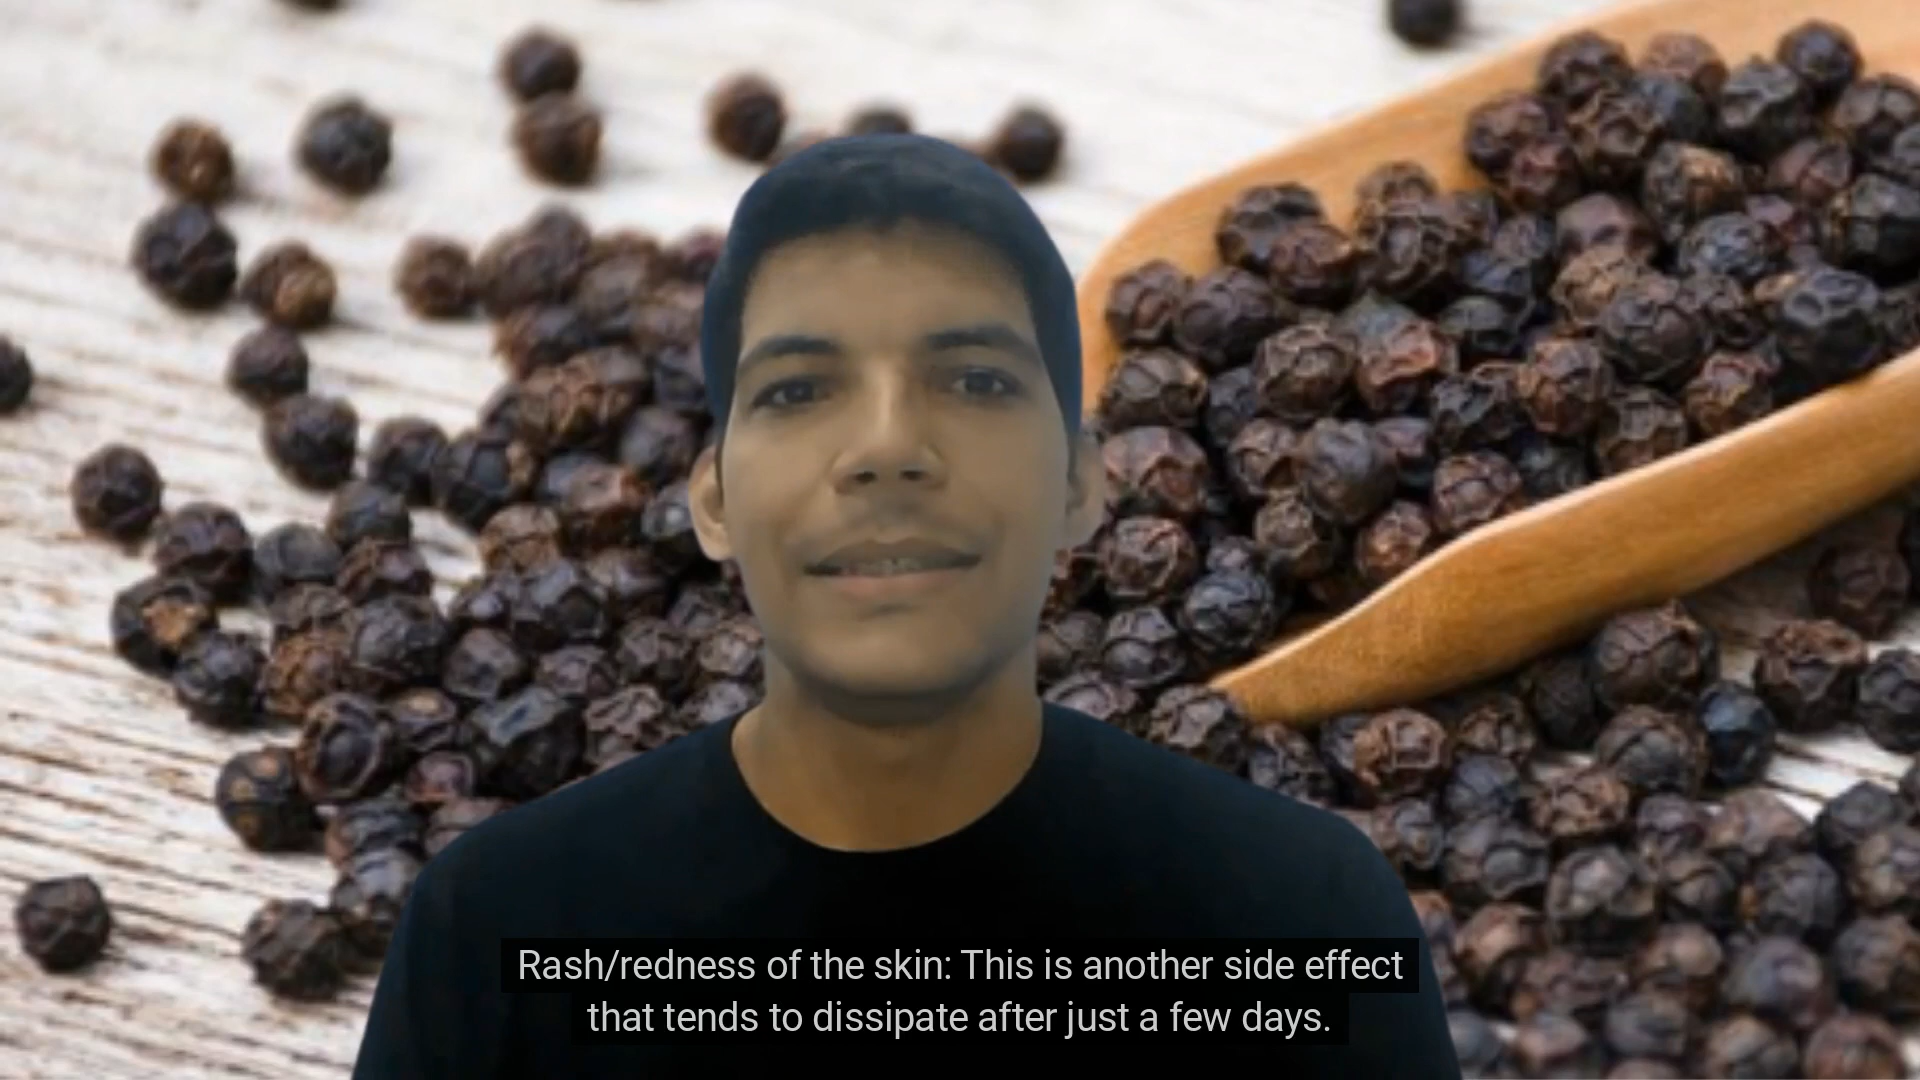 Rash/redness of the skin: This is another side effect
that tends to dissipate after just a few days.